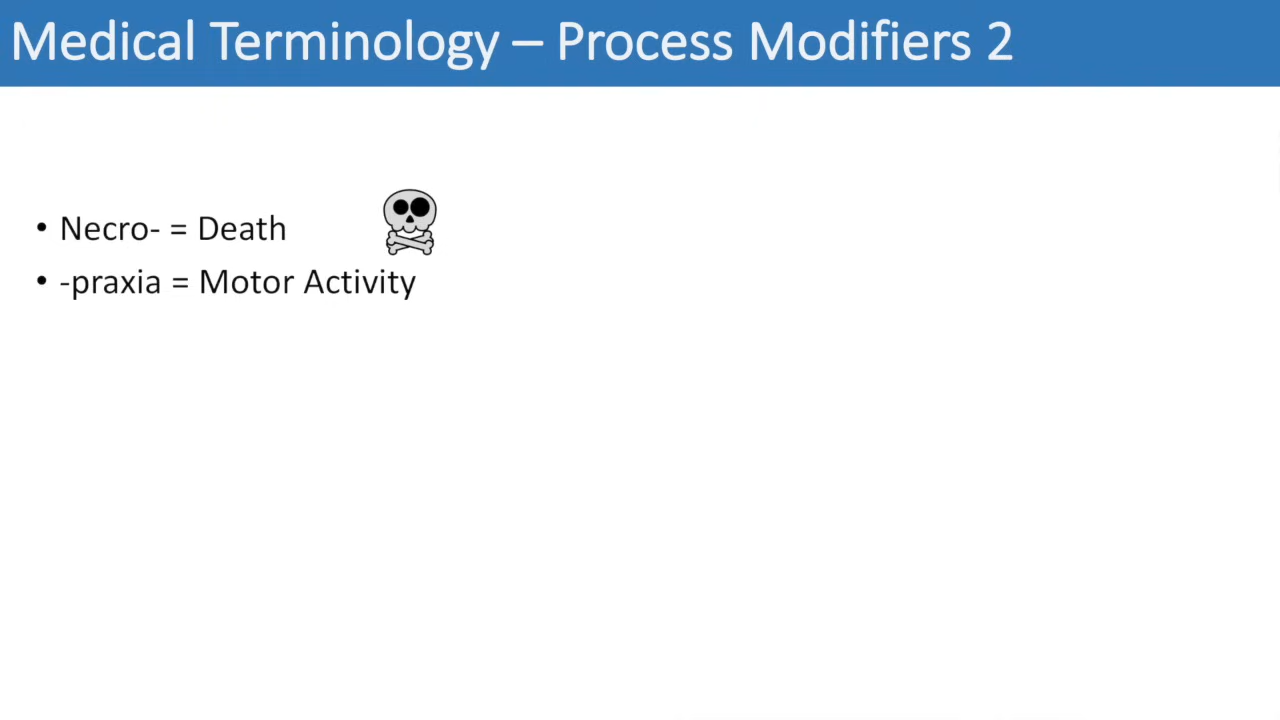 Medical Terminology – Process Modifiers 2
• Necro- = Death
• -praxia = Motor Activity